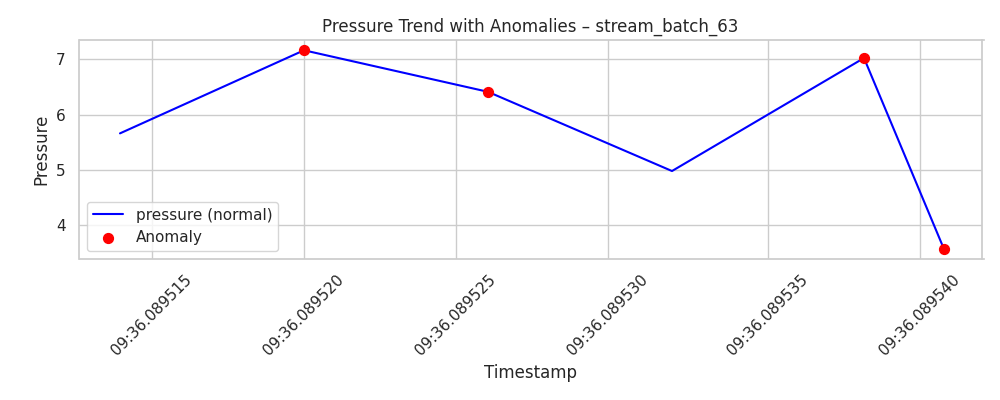 Pressure Trend with Anomalies – stream_batch_63
Pressure
7
6
5
4
pressure (normal)
Anomaly
09:36.089515
09:36.089520
09:36.089525
09:36.089530
09:36.089535
09:36.089540
Timestamp